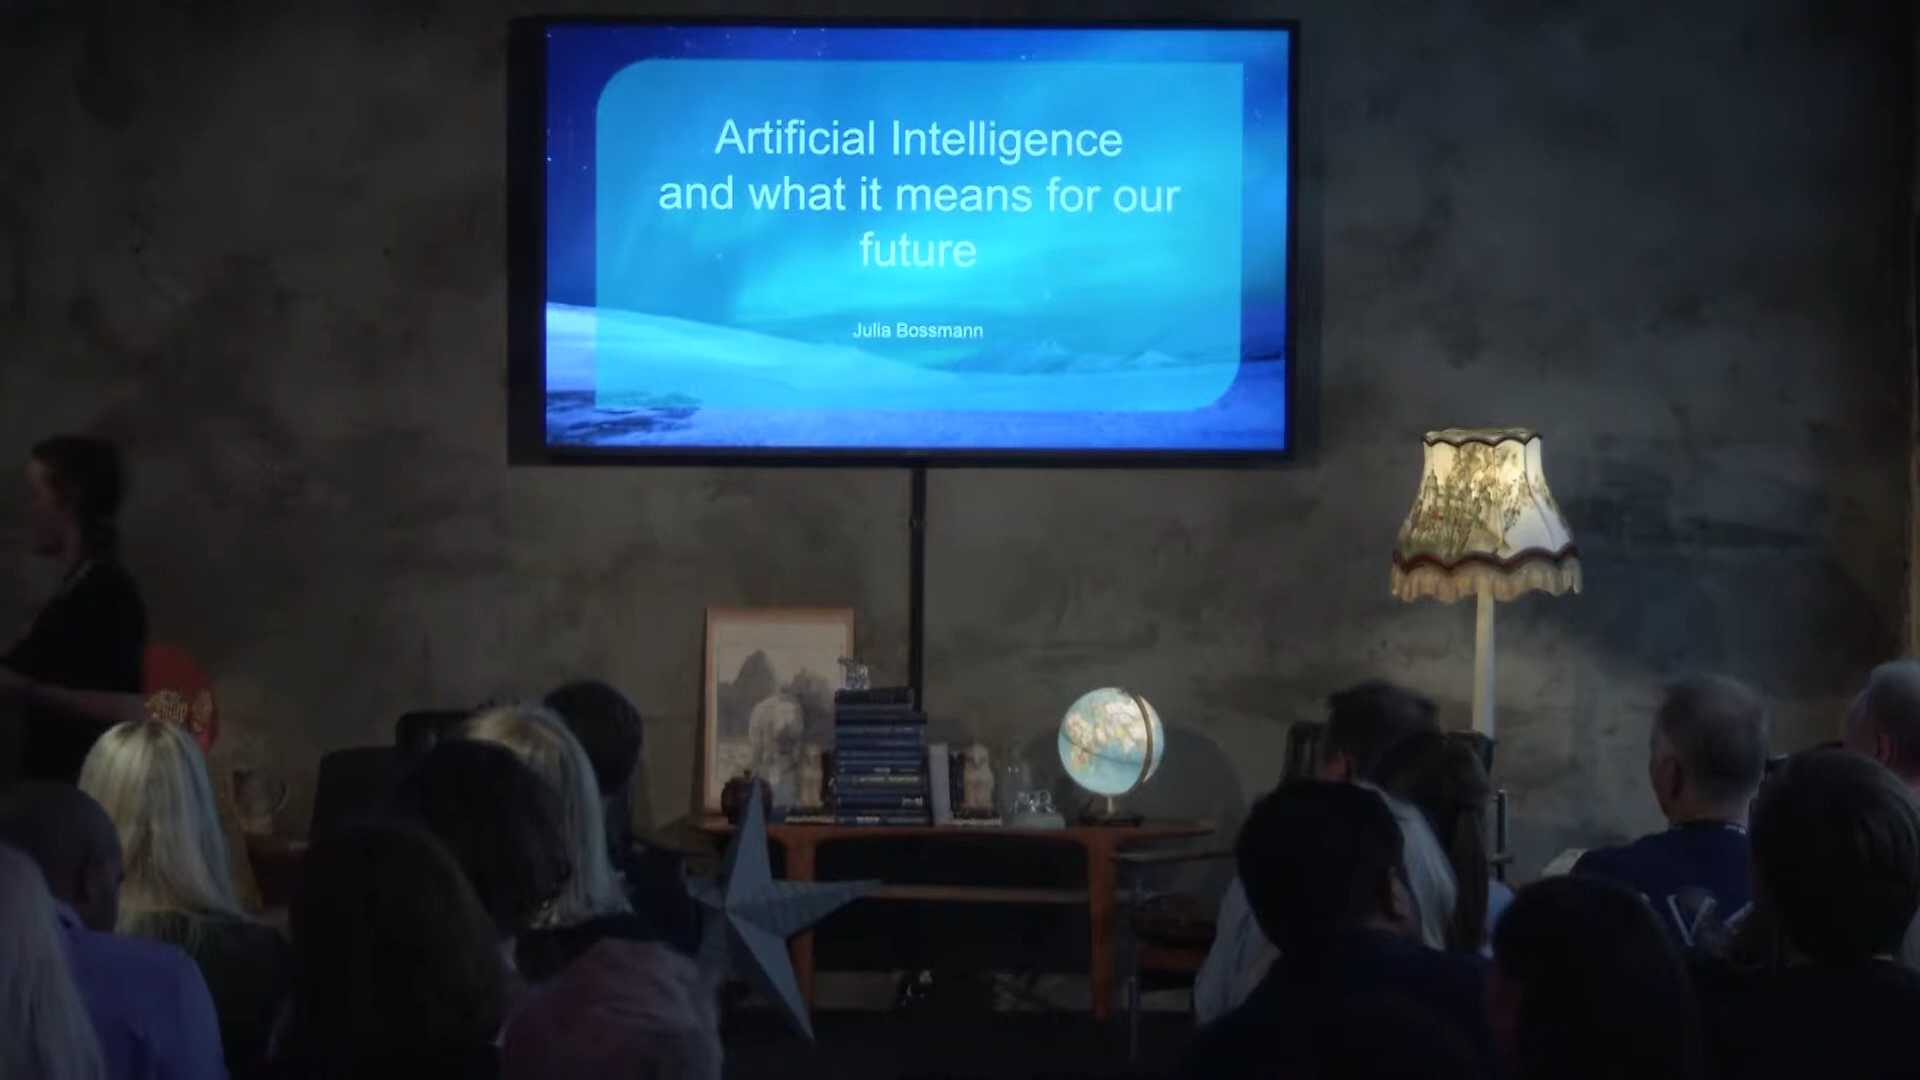 Artificial Intelligence
and what it means for our
future
Julia Bossmann